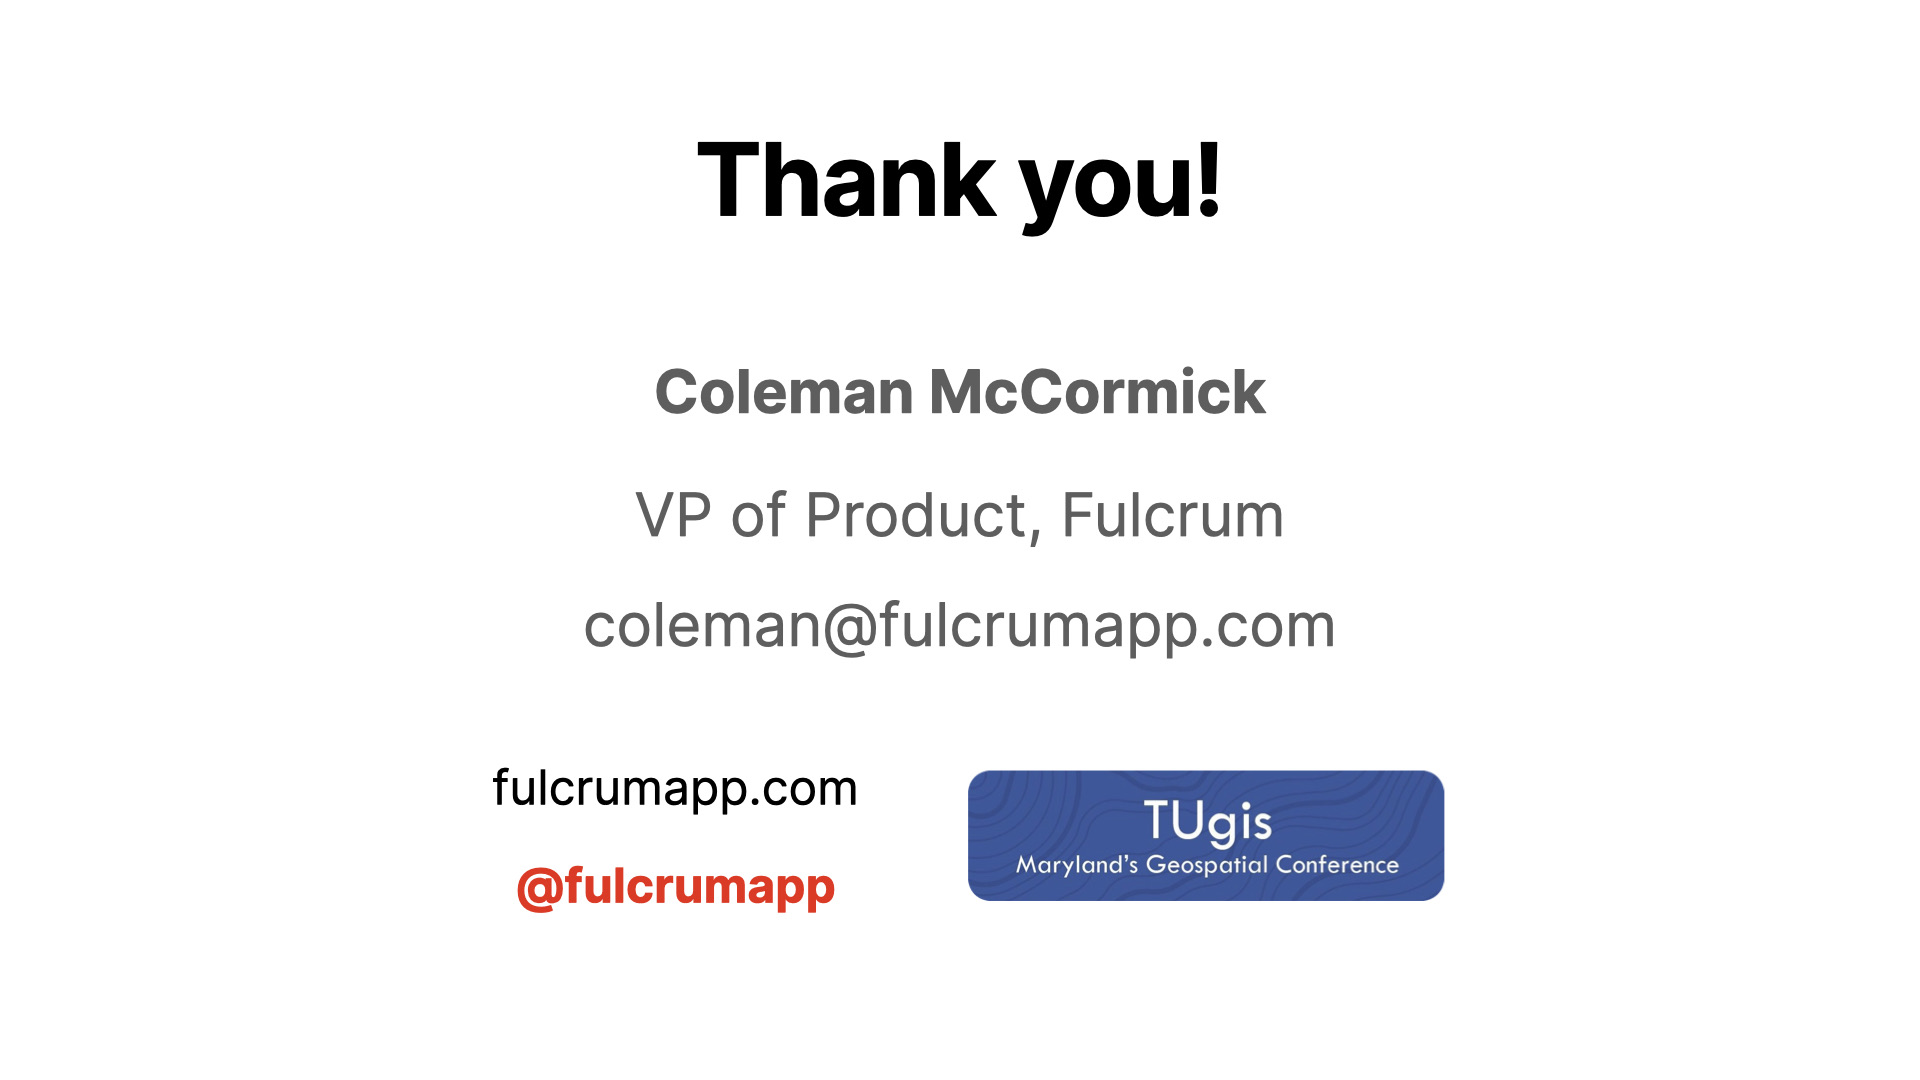 Thank you!
Coleman McCormick
VP of Product, Fulcrum
coleman@fulcrumapp.com
fulcrumapp.com
@fulcrumapp
TUgis
Maryland's Geospatial Conference